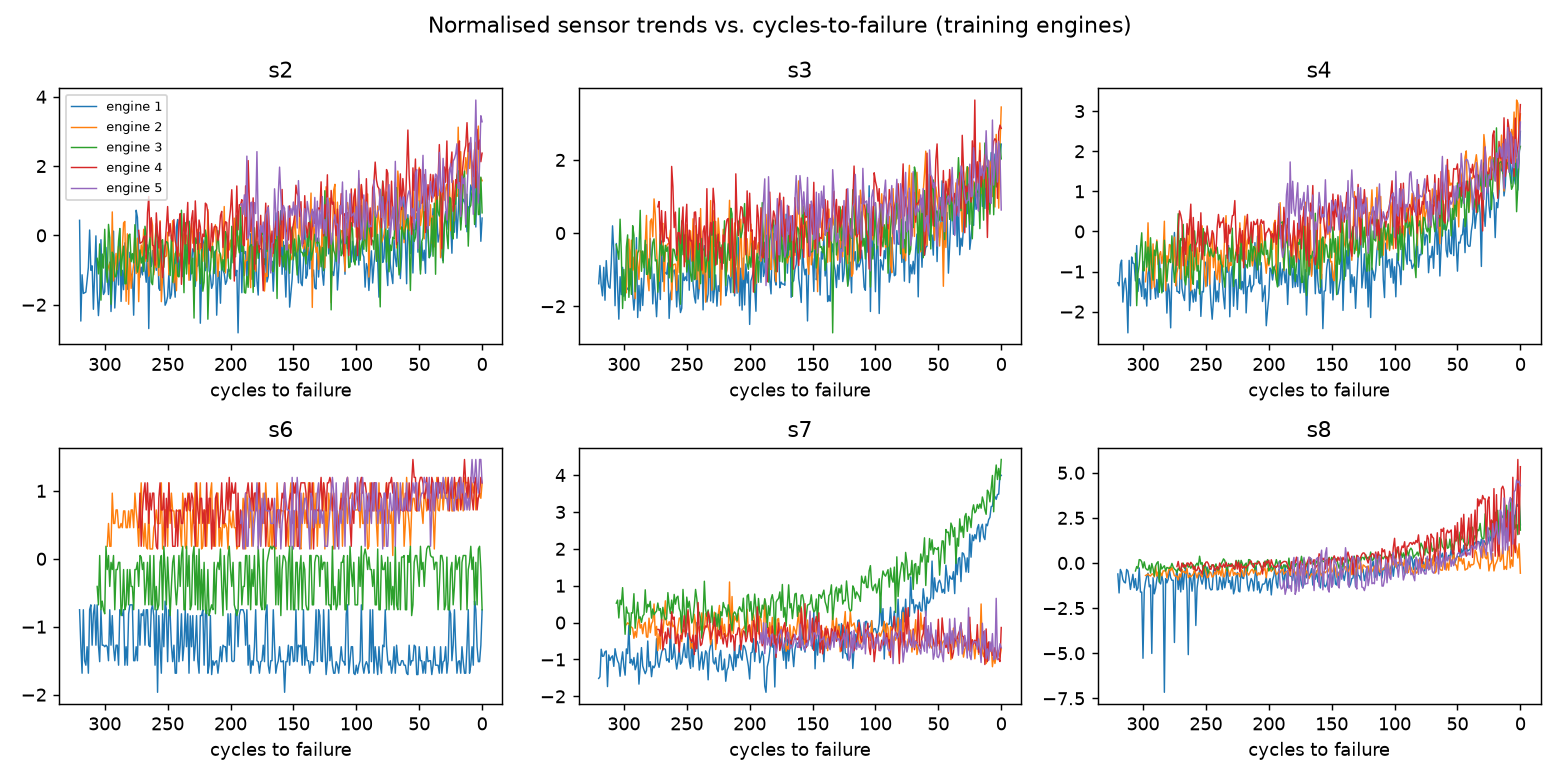 Normalised sensor trends vs. cycles-to-failure (training engines)
s2
s3
s4
4
2
0
−2
engine 1
engine 2
engine 3
engine 4
engine 5
300 250 200 150 100 50 0
cycles to failure
2
0
−2
300 250 200 150 100 50 0
cycles to failure
3
2
1
0
−1
−2
300 250 200 150 100 50 0
cycles to failure
s6
s7
s8
1
0
−1
−2
300 250 200 150 100 50 0
cycles to failure
4
3
2
1
0
−1
−2
300 250 200 150 100 50 0
cycles to failure
5.0
2.5
0.0
−2.5
−5.0
−7.5
300 250 200 150 100 50 0
cycles to failure